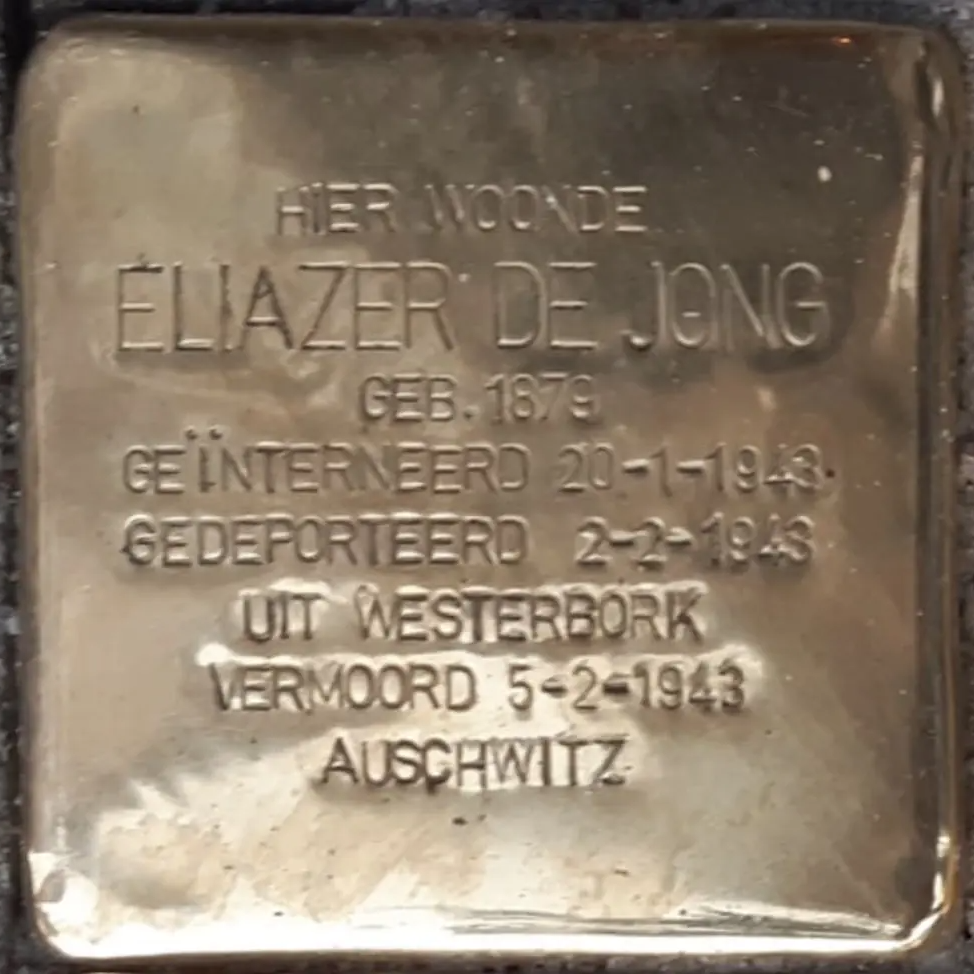 HIER WOONDE
ELIAZER DE JONG
GEB. 1879
GEÏNTERNEERD 20-1-1943
GEDEPORTEERD 2-2-1943
UIT WESTERBORK
VERMOORD 5-2-1943
AUSCHWITZ